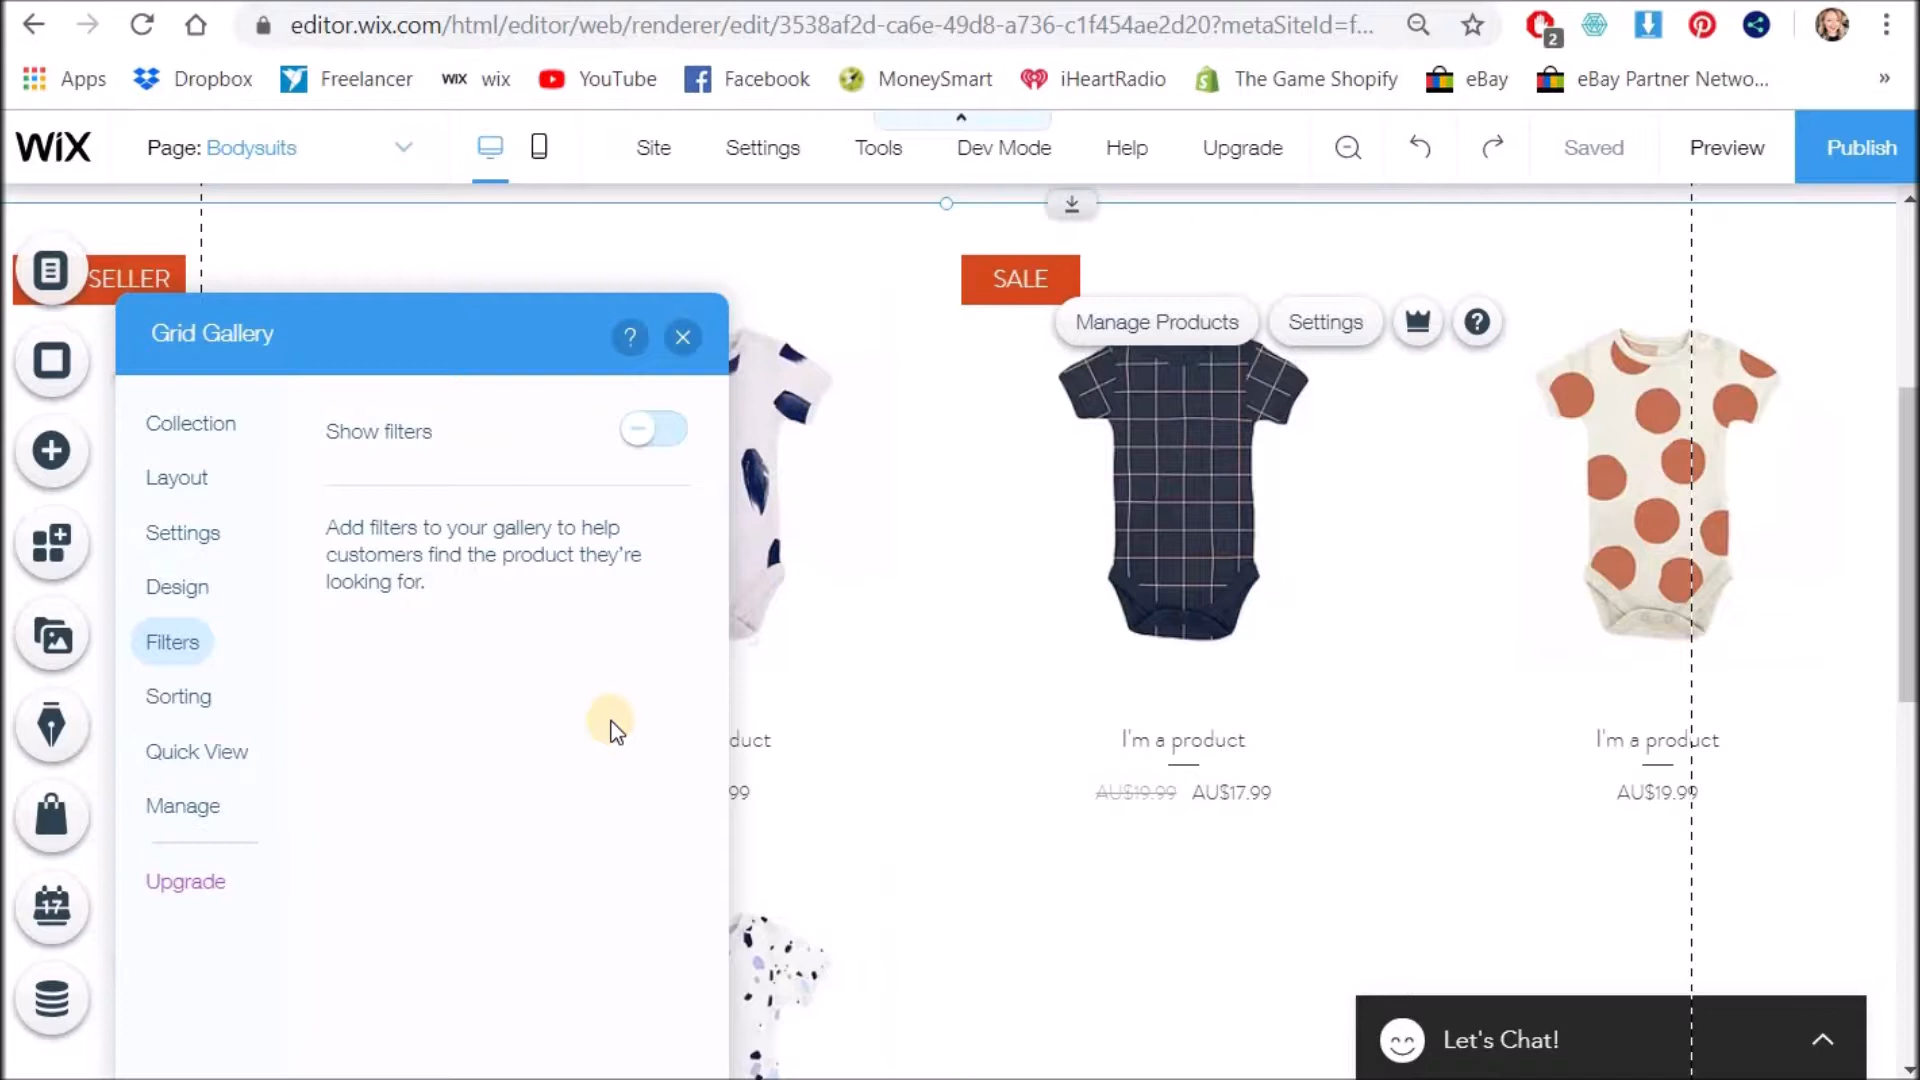 editor.wix.com/html/editor/web/renderer/edit/3538af2d-ca6e-49d8-a736-c1f454ae2d20?metaSiteId=f...
2
Apps
Dropbox
Freelancer
WIX wix
YouTube
Facebook
MoneySmart
iHeartRadio
The Game Shopify
eBay
eBay Partner Netwo...
»
WiX
Page: Bodysuits
Site
Settings
Tools
Dev Mode
Help
Upgrade
Saved
Preview
Publish
SELLER
SALE
Manage Products
Settings
?
Grid Gallery
?
Collection
Layout
Settings
Design
Filters
Sorting
Quick View
Manage
Upgrade
Show filters
Add filters to your gallery to help
customers find the product they're
looking for.
17
duct
99
I'm a product
AU$19.99 AU$17.99
I'm a product
AU$19.99
Let's Chat!